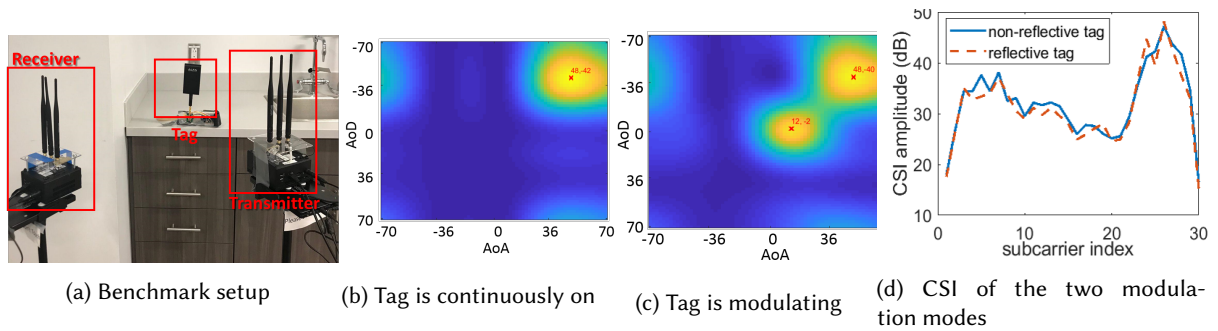 Receiver
Tag
Transmitter
Please
(a) Benchmark setup
-70
-36
0
36
70
-70
-36
0
36
70
AoD
AoA
48,-42
(b) Tag is continuously on
-70
-36
0
36
70
-70
-36
0
36
70
AoD
AoA
48,-40
12, -2
(c) Tag is modulating
50
40
30
20
10
0
10
20
30
CSI amplitude (dB)
subcarrier index
non-reflective tag
reflective tag
(d) CSI of the two modula-
tion modes